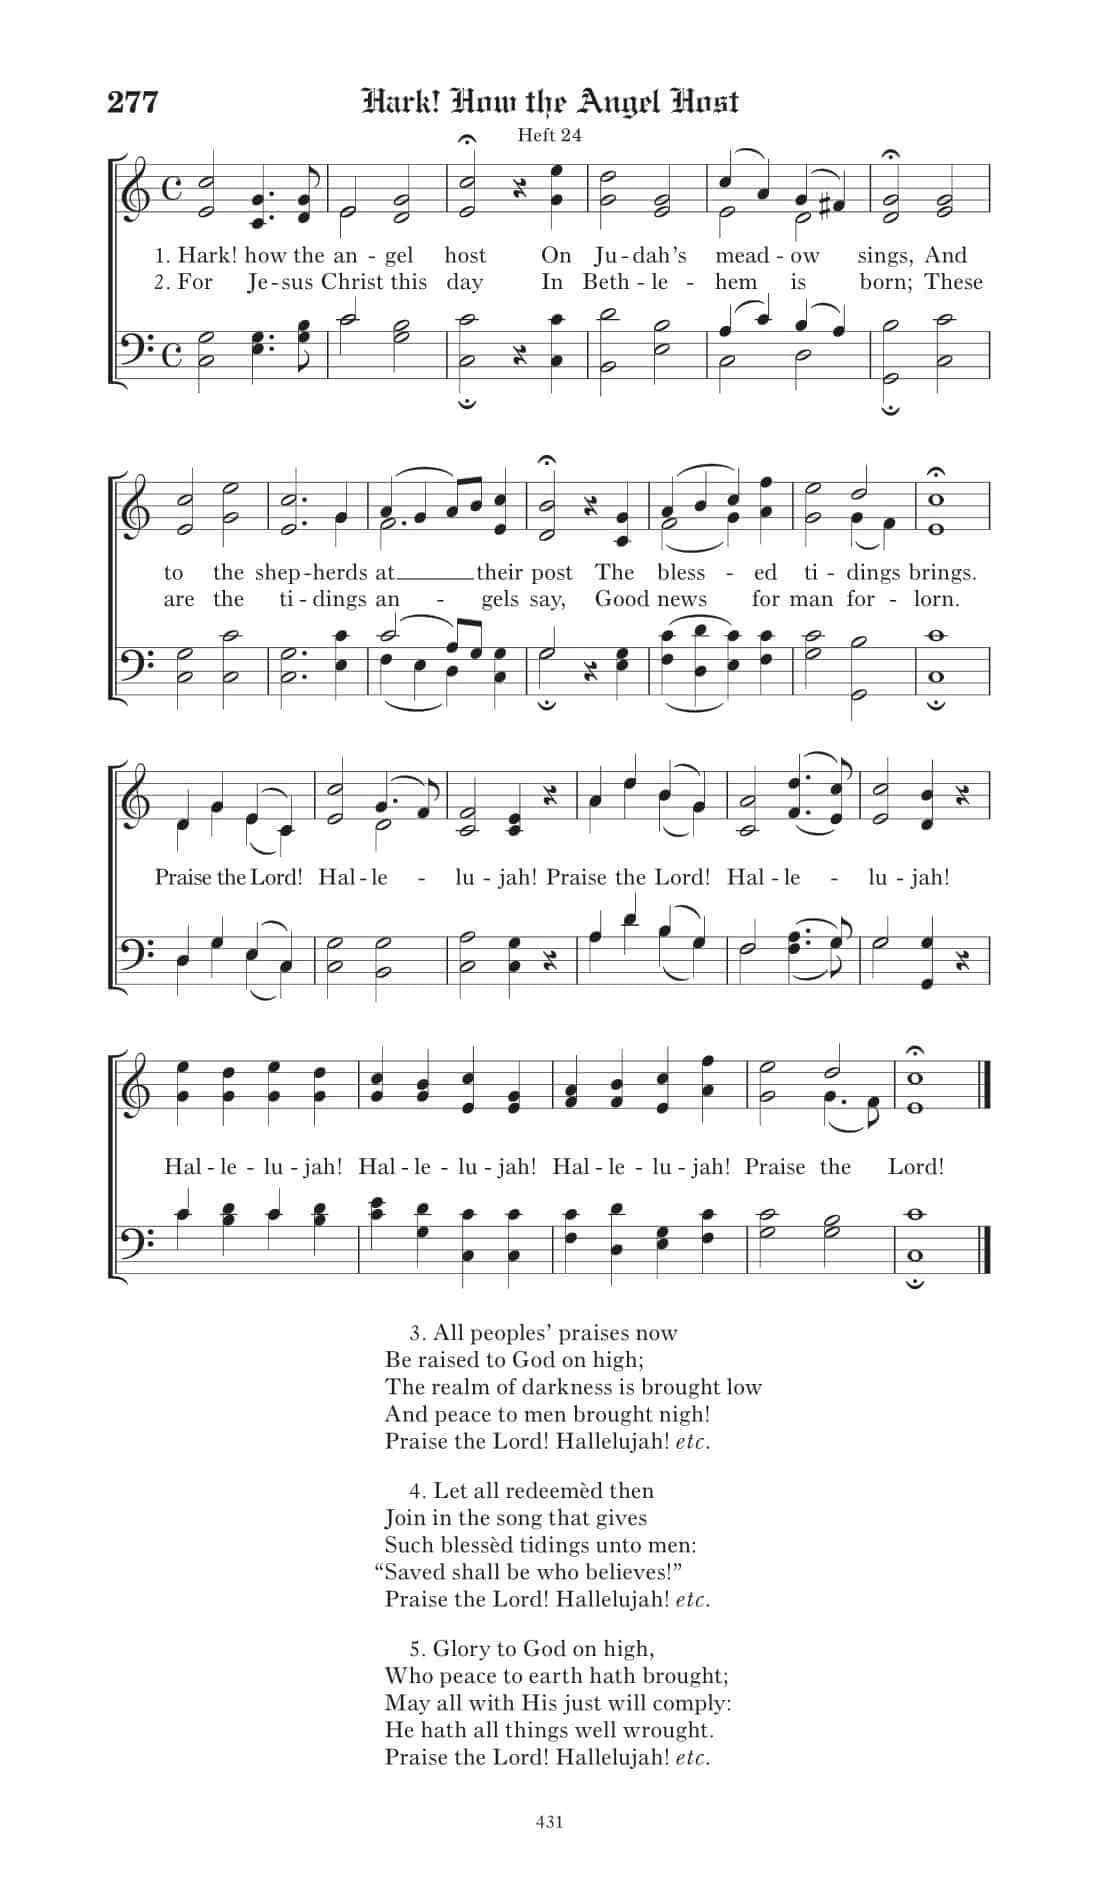 277 Hark! How the Angel Host
Heft 24
1. Hark! how the an - gel host On Ju - dah’s mead - ow sings, And
2. For Je - sus Christ this day In Beth - le - hem is born; These
to the shep - herds at their post The bless - ed ti - dings brings.
are the ti - dings an - gels say, Good news for man for - lorn.
Praise the Lord! Hal - le - lu - jah! Praise the Lord! Hal - le - lu - jah!
Hal - le - lu - jah! Hal - le - lu - jah! Hal - le - lu - jah! Praise the Lord!
3. All peoples’ praises now
Be raised to God on high;
The realm of darkness is brought low
And peace to men brought nigh!
Praise the Lord! Hallelujah! etc.
4. Let all redeemèd then
Join in the song that gives
Such blessèd tidings unto men:
“Saved shall be who believes!”
Praise the Lord! Hallelujah! etc.
5. Glory to God on high,
Who peace to earth hath brought;
May all with His just will comply:
He hath all things well wrought.
Praise the Lord! Hallelujah! etc.
431